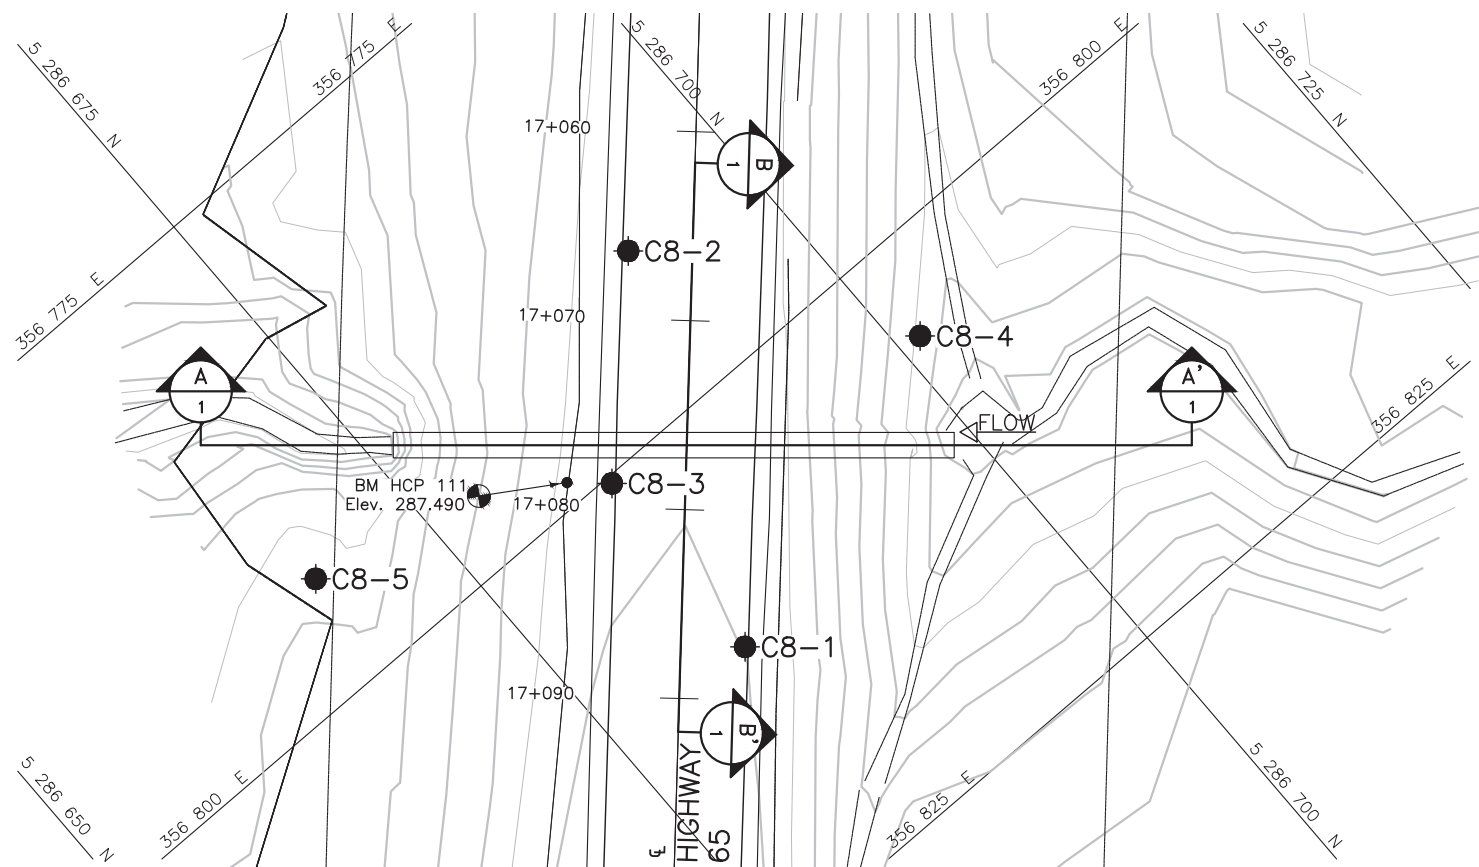 5 286 675 N
356 775 E
5 286 700 N
356 800 E
5 286 725 N
17+060
B
1
C8-2
356 775 E
17+070
C8-4
A
1
A'
1
356 825 E
FLOW
BM HCP 111
Elev. 287.490
C8-3
17+080
C8-5
C8-1
17+090
B'
1
5 286 650 N
356 800 E
℄ HIGHWAY
65
356 825 E
5 286 700 N